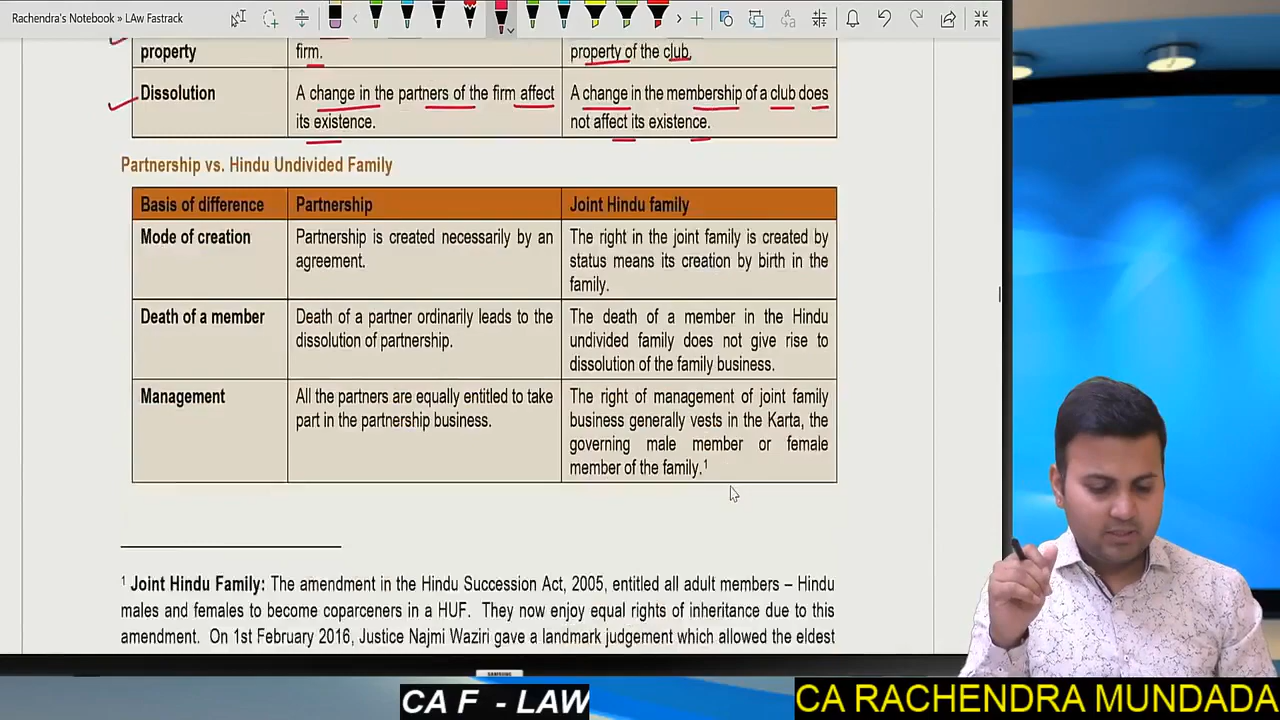 Rachendra's Notebook » LAW Fastrack
property
firm.
property of the club.
Dissolution
A change in the partners of the firm affect
its existence.
A change in the membership of a club does
not affect its existence.
Partnership vs. Hindu Undivided Family
Basis of difference
Partnership
Joint Hindu family
Mode of creation
Partnership is created necessarily by an
agreement.
The right in the joint family is created by
status means its creation by birth in the
family.
Death of a member
Death of a partner ordinarily leads to the
dissolution of partnership.
The death of a member in the Hindu
undivided family does not give rise to
dissolution of the family business.
Management
All the partners are equally entitled to take
part in the partnership business.
The right of management of joint family
business generally vests in the Karta, the
governing male member or female
member of the family.¹
¹ Joint Hindu Family: The amendment in the Hindu Succession Act, 2005, entitled all adult members – Hindu
males and females to become coparceners in a HUF. They now enjoy equal rights of inheritance due to this
amendment. On 1st February 2016, Justice Najmi Waziri gave a landmark judgement which allowed the eldest
SAMSUNG
CA F - LAW
CA RACHENDRA MUNDADA